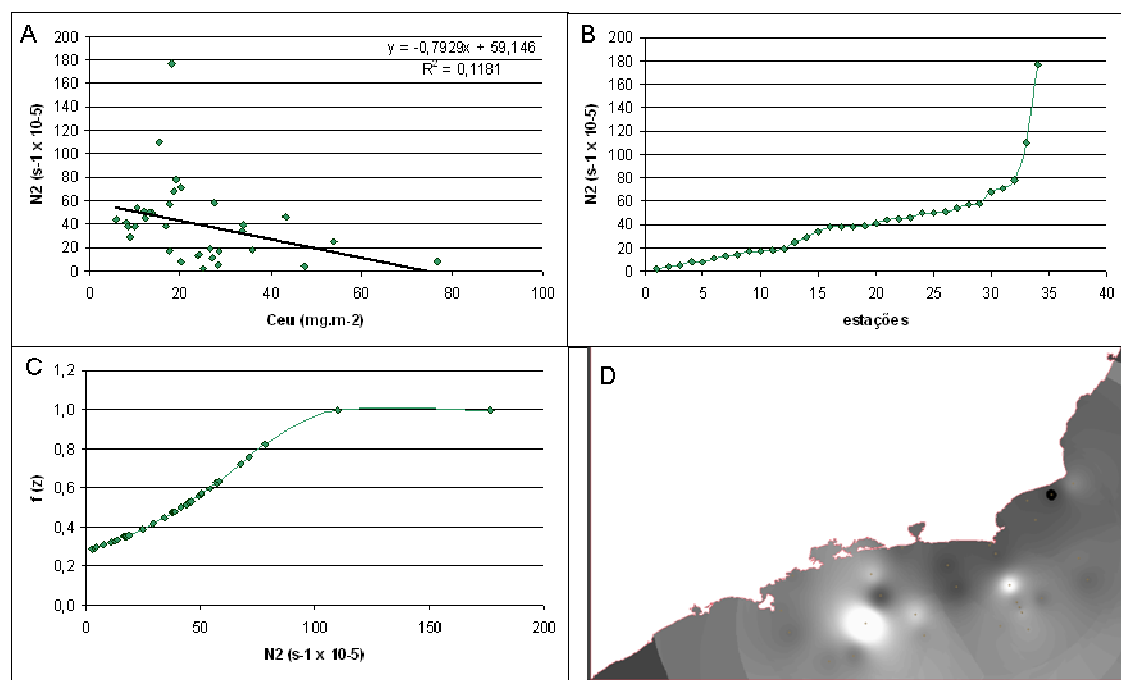 A
y = -0,7929x + 59,146
R2 = 0,1181
200
180
160
140
120
100
80
60
40
20
0
N2 (s-1 x 10-5)
0 20 40 60 80 100
Ceu (mg.m-2)
B
200
180
160
140
120
100
80
60
40
20
0
N2 (s-1 x 10-5)
0 5 10 15 20 25 30 35 40
estações
C
1,2
1,0
0,8
0,6
0,4
0,2
0,0
f (z)
0 50 100 150 200
N2 (s-1 x 10-5)
D